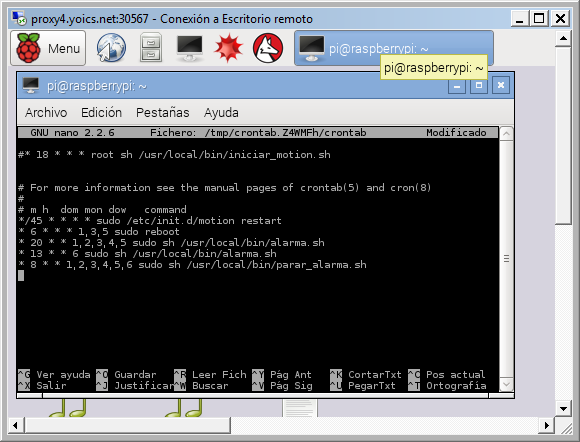 proxy4.yoics.net:30567 - Conexión a Escritorio remoto
Menu
pi@raspberrypi: ~
pi@raspberrypi: ~
pi@raspberrypi: ~
Archivo Edición Pestañas Ayuda
GNU nano 2.2.6 Fichero: /tmp/crontab.Z4WMFh/crontab Modificado
#* 18 * * * root sh /usr/local/bin/iniciar_motion.sh
# For more information see the manual pages of crontab(5) and cron(8)
#
# m h  dom mon dow   command
*/45 * * * * sudo /etc/init.d/motion restart
* 6 * * * 1,3,5 sudo reboot
* 20 * * 1,2,3,4,5 sudo sh /usr/local/bin/alarma.sh
* 13 * * 6 sudo sh /usr/local/bin/alarma.sh
* 8 * * 1,2,3,4,5,6 sudo sh /usr/local/bin/parar_alarma.sh
^G Ver ayuda ^O Guardar ^R Leer Fich ^Y Pág Ant ^K CortarTxt ^C Pos actual
^X Salir ^J Justificar ^W Buscar ^V Pág Sig ^U PegarTxt ^T Ortografía